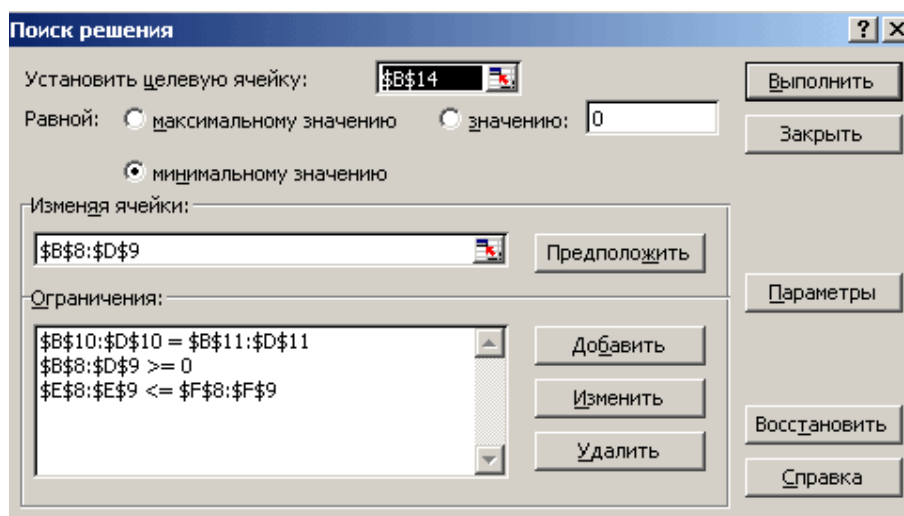 Поиск решения
Установить целевую ячейку: $B$14
Выполнить
Равной: максимальному значению значению: 0
Закрыть
минимальному значению
Изменяя ячейки:
$B$8:$D$9
Предположить
Параметры
Ограничения:
$B$10:$D$10 = $B$11:$D$11
$B$8:$D$9 >= 0
$E$8:$E$9 <= $F$8:$F$9
Добавить
Изменить
Удалить
Восстановить
Справка